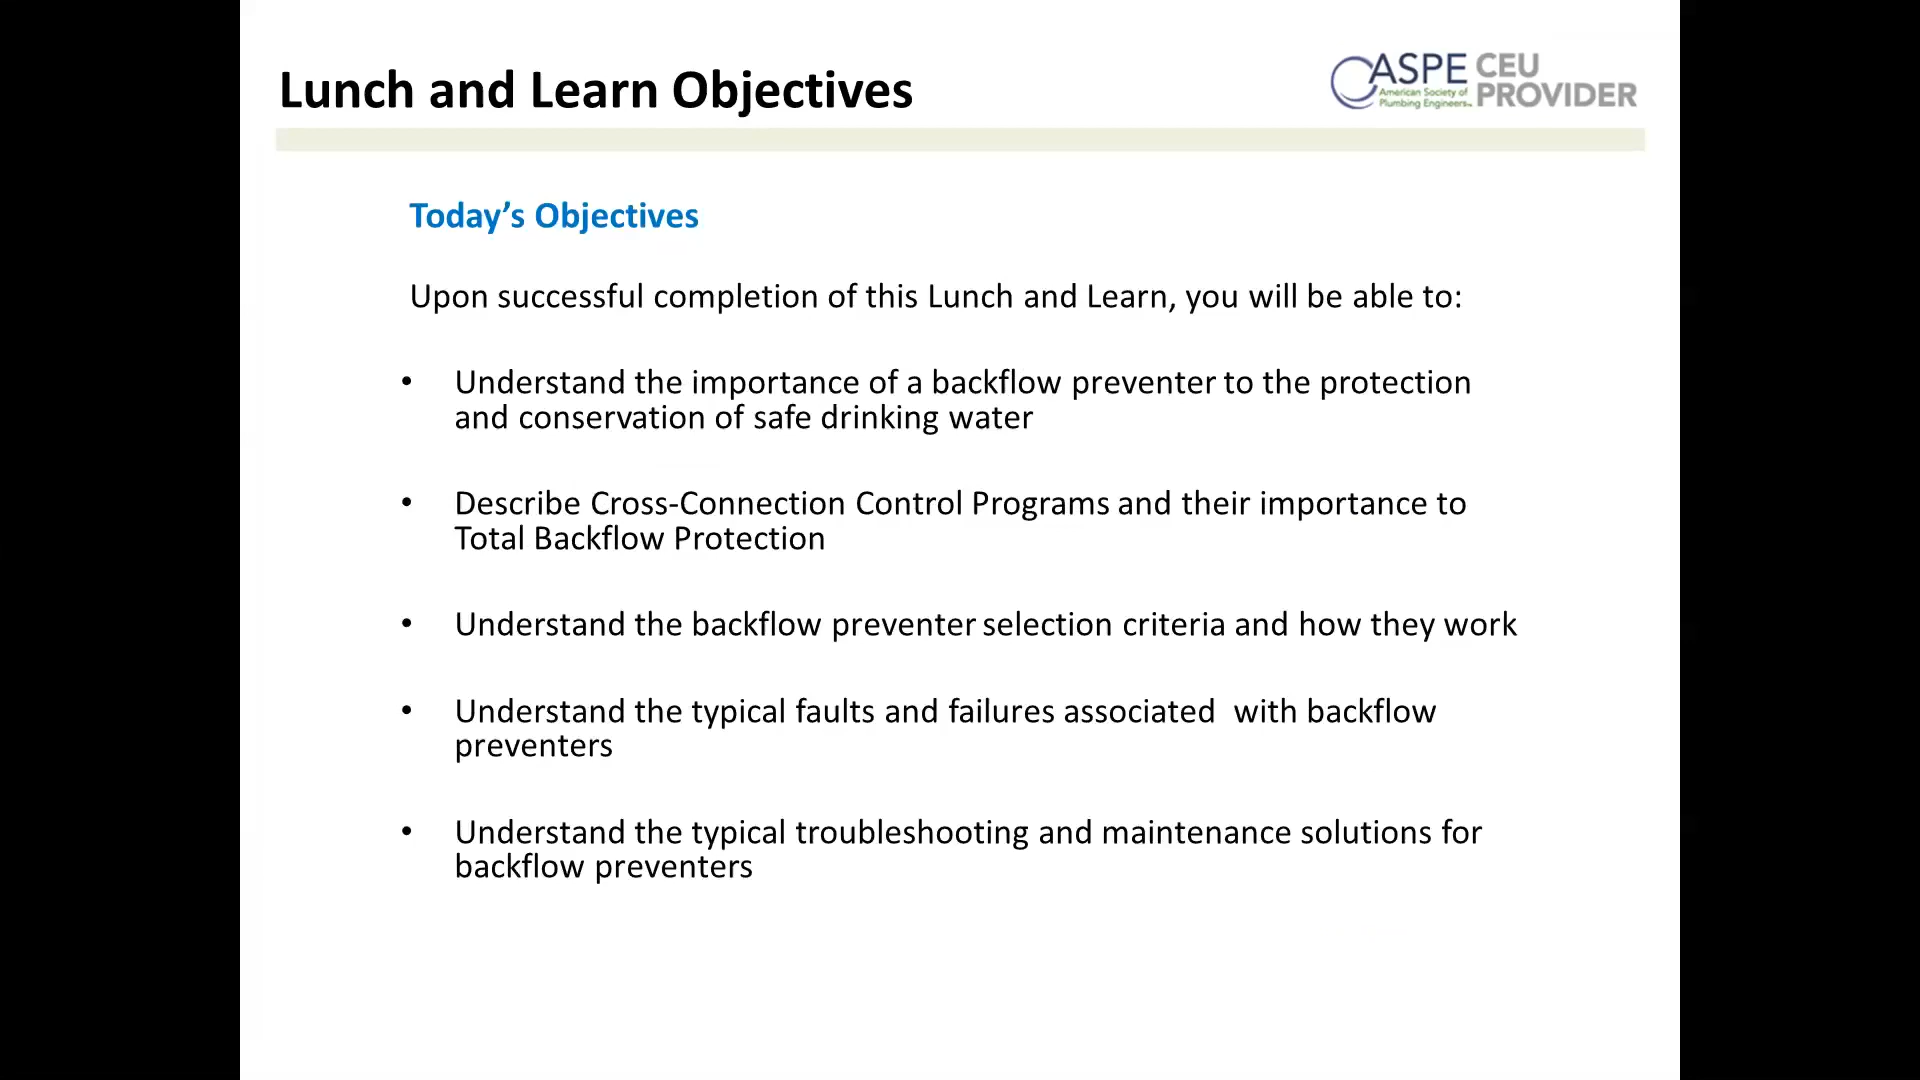 Lunch and Learn Objectives
ASPE CEU
American Society of
Plumbing Engineers PROVIDER
Today’s Objectives
Upon successful completion of this Lunch and Learn, you will be able to:
• Understand the importance of a backflow preventer to the protection
and conservation of safe drinking water
• Describe Cross-Connection Control Programs and their importance to
Total Backflow Protection
• Understand the backflow preventer selection criteria and how they work
• Understand the typical faults and failures associated  with backflow
preventers
• Understand the typical troubleshooting and maintenance solutions for
backflow preventers